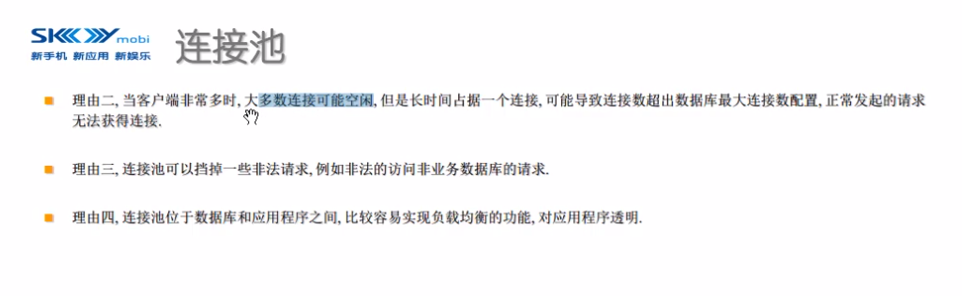 SKYmobi
新手机 新应用 新娱乐
连接池
理由二, 当客户端非常多时, 大多数连接可能空闲, 但是长时间占据一个连接, 可能导致连接数超出数据库最大连接数配置, 正常发起的请求
无法获得连接.
理由三, 连接池可以挡掉一些非法请求, 例如非法的访问非业务数据库的请求.
理由四, 连接池位于数据库和应用程序之间, 比较容易实现负载均衡的功能, 对应用程序透明.